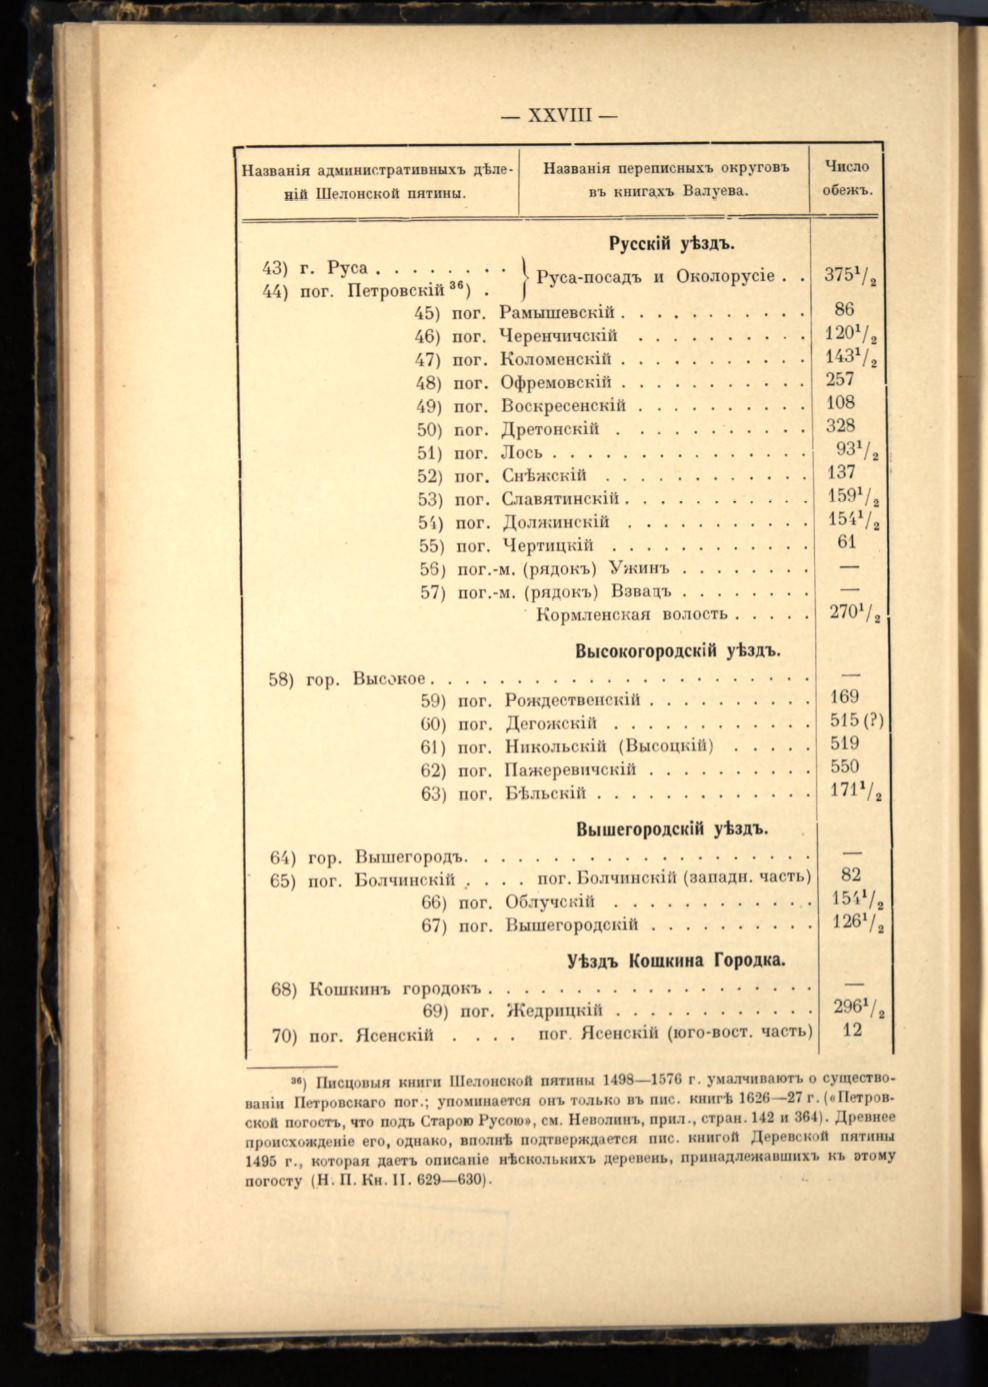 — XXVIII —
Названія административныхъ дѣле-
ній Шелонской пятины.
Названія переписныхъ округовъ
въ книгахъ Валуева.
Число
обежъ.
Русскій уѣздъ.
43) г. Руса . . . . . . . .
44) пог. Петровскій ³⁶) .
} Руса-посадъ и Околорусіе . . 375¹/₂
45) пог. Рамышевскій . . . . . . . . . . . 86
46) пог. Черенчичскій . . . . . . . . . . 120¹/₂
47) пог. Коломенскій . . . . . . . . . . . 143¹/₂
48) пог. Офремовскій . . . . . . . . . . . 257
49) пог. Воскресенскій . . . . . . . . . . 108
50) пог. Дретонскій . . . . . . . . . . . 328
51) пог. Лось . . . . . . . . . . . . . . 93¹/₂
52) пог. Снѣжскій . . . . . . . . . . . . 137
53) пог. Славятинскій . . . . . . . . . . . 159¹/₂
54) пог. Должинскій . . . . . . . . . . . 154¹/₂
55) пог. Чертицкій . . . . . . . . . . . . 61
56) пог.-м. (рядокъ) Ужинъ . . . . . . . . —
57) пог.-м. (рядокъ) Взвадъ . . . . . . . . —
Кормленская волость . . . . . 270¹/₂
Высокогородскій уѣздъ.
58) гор. Высокое . . . . . . . . . . . . . . . . . . . . . —
59) пог. Рождественскій . . . . . . . . . . 169
60) пог. Дегожскій . . . . . . . . . . . . 515 (?)
61) пог. Никольскій (Высоцкій) . . . . . 519
62) пог. Пажеревичскій . . . . . . . . . . 550
63) пог. Бѣльскій . . . . . . . . . . . . . 171¹/₂
Вышегородскій уѣздъ.
64) гор. Вышегородъ. . . . . . . . . . . . . . . . . . . —
65) пог. Болчинскій . . . . пог. Болчинскій (западн. часть) 82
66) пог. Облучскій . . . . . . . . . . . . 154¹/₂
67) пог. Вышегородскій . . . . . . . . . . 126¹/₂
Уѣздъ Кошкина Городка.
68) Кошкинъ городокъ . . . . . . . . . . . . . . . . . . —
69) пог. Жедрицкій . . . . . . . . . . . . 296¹/₂
70) пог. Ясенскій . . . . пог. Ясенскій (юго-вост. часть) 12
³⁶) Писцовыя книги Шелонской пятины 1498—1576 г. умалчиваютъ о существо-
ваніи Петровскаго пог.; упоминается онъ только въ пис. книгѣ 1626—27 г. («Петров-
ской погостъ, что подъ Старою Русою», см. Неволинъ, прил., стран. 142 и 364). Древнее
происхожденіе его, однако, вполнѣ подтверждается пис. книгой Деревской пятины
1495 г., которая даетъ описаніе нѣсколькихъ деревень, принадлежавшихъ къ этому
погосту (Н. П. Кн. II. 629—630).